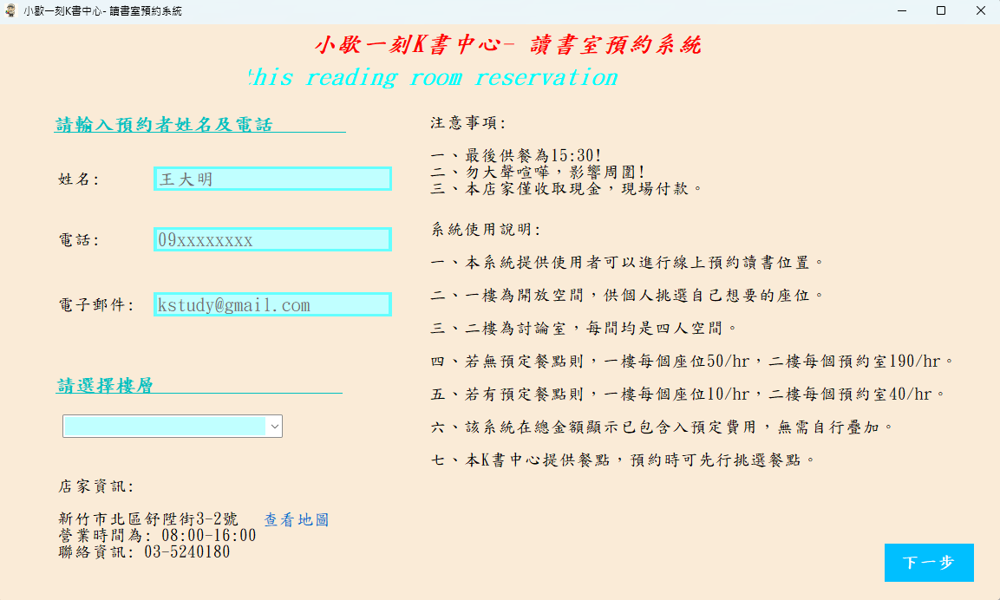 小歇一刻K書中心- 讀書室預約系統
小歇一刻K書中心- 讀書室預約系統
this reading room reservation
請輸入預約者姓名及電話
姓名:
王大明
電話:
09xxxxxxxx
電子郵件:
kstudy@gmail.com
請選擇樓層
店家資訊:
新竹市北區舒陞街3-2號 查看地圖
營業時間為: 08:00-16:00
聯絡資訊: 03-5240180
注意事項:
一、最後供餐為15:30!
二、勿大聲喧嘩，影響周圍!
三、本店家僅收取現金，現場付款。
系統使用說明:
一、本系統提供使用者可以進行線上預約讀書位置。
二、一樓為開放空間，供個人挑選自己想要的座位。
三、二樓為討論室，每間均是四人空間。
四、若無預定餐點則，一樓每個座位50/hr，二樓每個預約室190/hr。
五、若有預定餐點則，一樓每個座位10/hr，二樓每個預約室40/hr。
六、該系統在總金額顯示已包含入預定費用，無需自行疊加。
七、本K書中心提供餐點，預約時可先行挑選餐點。
下一步